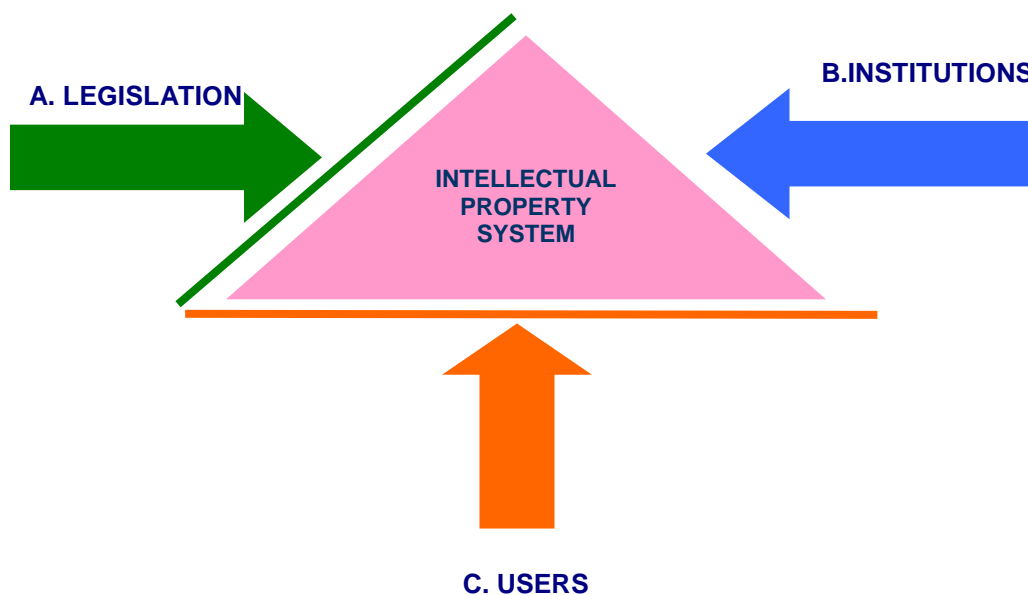 A. LEGISLATION
B.INSTITUTIONS
INTELLECTUAL
PROPERTY
SYSTEM
C. USERS